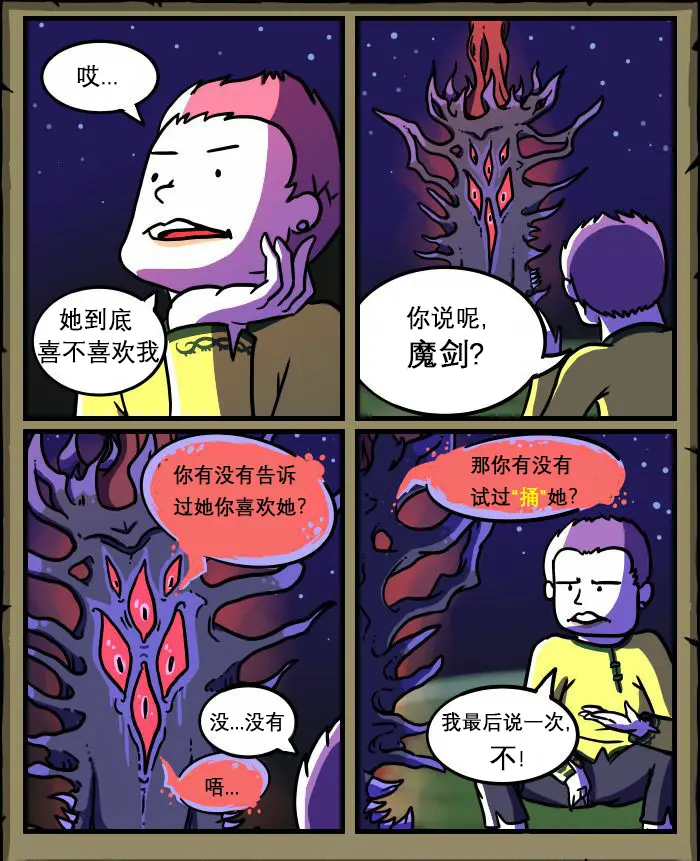 哎...
她到底
喜不喜欢我
你说呢,
魔剑?
你有没有告诉
过她你喜欢她?
没...没有
唔...
那你有没有
试过“捅”她?
我最后说一次,
不!